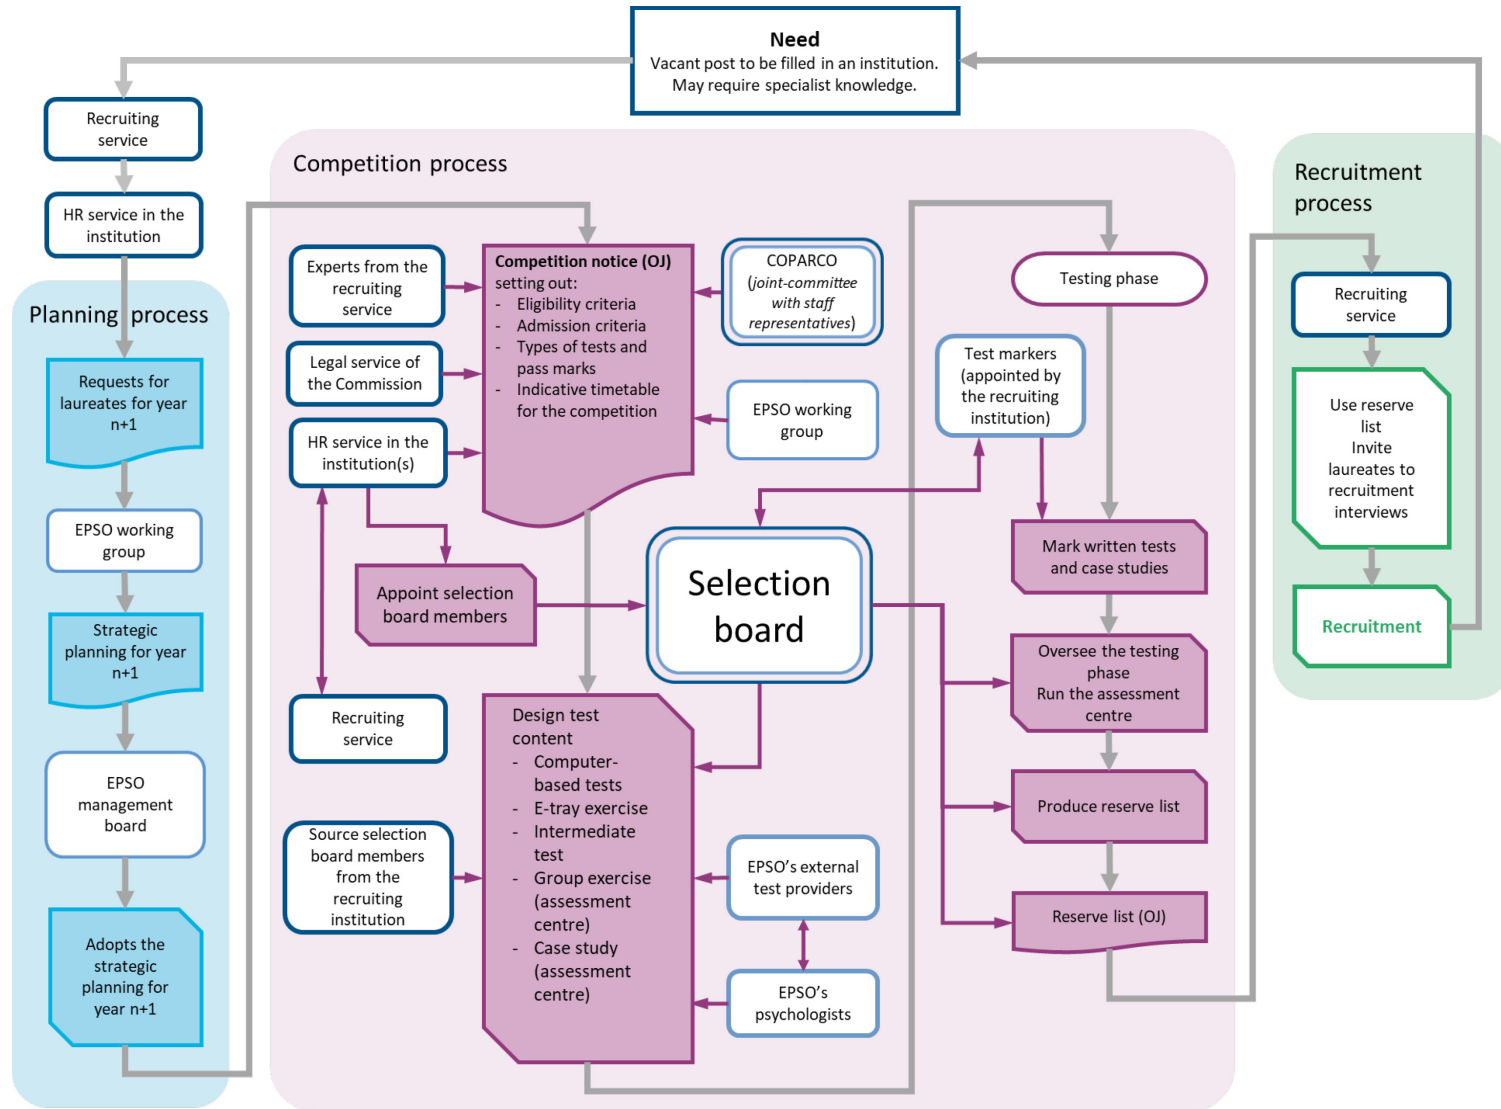 Need
Vacant post to be filled in an institution.
May require specialist knowledge.
Recruiting
service
HR service in the
institution
Planning process
Requests for
laureates for year
n+1
EPSO working
group
Strategic
planning for year
n+1
EPSO
management
board
Adopts the
strategic
planning for
year n+1
Competition process
Experts from the
recruiting
service
Legal service of
the Commission
HR service in the
institution(s)
Competition notice (OJ)
setting out:
- Eligibility criteria
- Admission criteria
- Types of tests and
pass marks
- Indicative timetable
for the competition
COPARCO
(joint-committee
with staff
representatives)
EPSO working
group
Appoint selection
board members
Selection
board
Recruiting
service
Source selection
board members
from the
recruiting
institution
Design test
content
- Computer-
based tests
- E-tray exercise
- Intermediate
test
- Group exercise
(assessment
centre)
- Case study
(assessment
centre)
EPSO’s external
test providers
EPSO’s
psychologists
Testing phase
Test markers
(appointed by
the recruiting
institution)
Mark written tests
and case studies
Oversee the testing
phase
Run the assessment
centre
Produce reserve list
Reserve list (OJ)
Recruitment
process
Recruiting
service
Use reserve
list
Invite
laureates to
recruitment
interviews
Recruitment